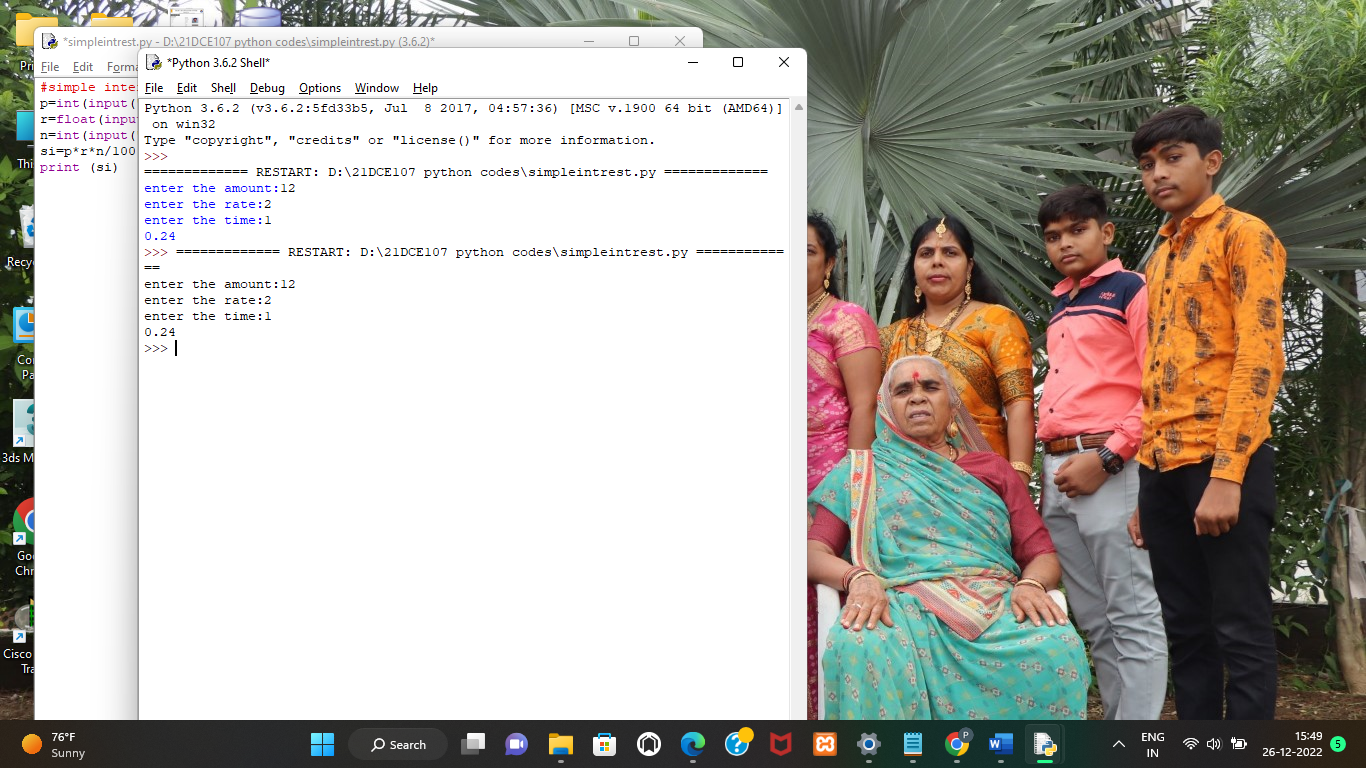 *simpleintrest.py - D:\21DCE107 python codes\simpleintrest.py (3.6.2)*
File Edit Forma
#simple inte
p=int(input(
r=float(inpu
n=int(input(
si=p*r*n/100
print (si)
*Python 3.6.2 Shell*
File Edit Shell Debug Options Window Help
Python 3.6.2 (v3.6.2:5fd33b5, Jul  8 2017, 04:57:36) [MSC v.1900 64 bit (AMD64)]
 on win32
Type "copyright", "credits" or "license()" for more information.
>>>
============= RESTART: D:\21DCE107 python codes\simpleintrest.py =============
enter the amount:12
enter the rate:2
enter the time:1
0.24
>>> ============= RESTART: D:\21DCE107 python codes\simpleintrest.py ===========
==
enter the amount:12
enter the rate:2
enter the time:1
0.24
>>>
Pri
Thi
Recy
Co
Pa
3ds M
Go
Chr
Cisco
Tra
76°F
Sunny
Search
P
W
ENG
IN
15:49
26-12-2022
5